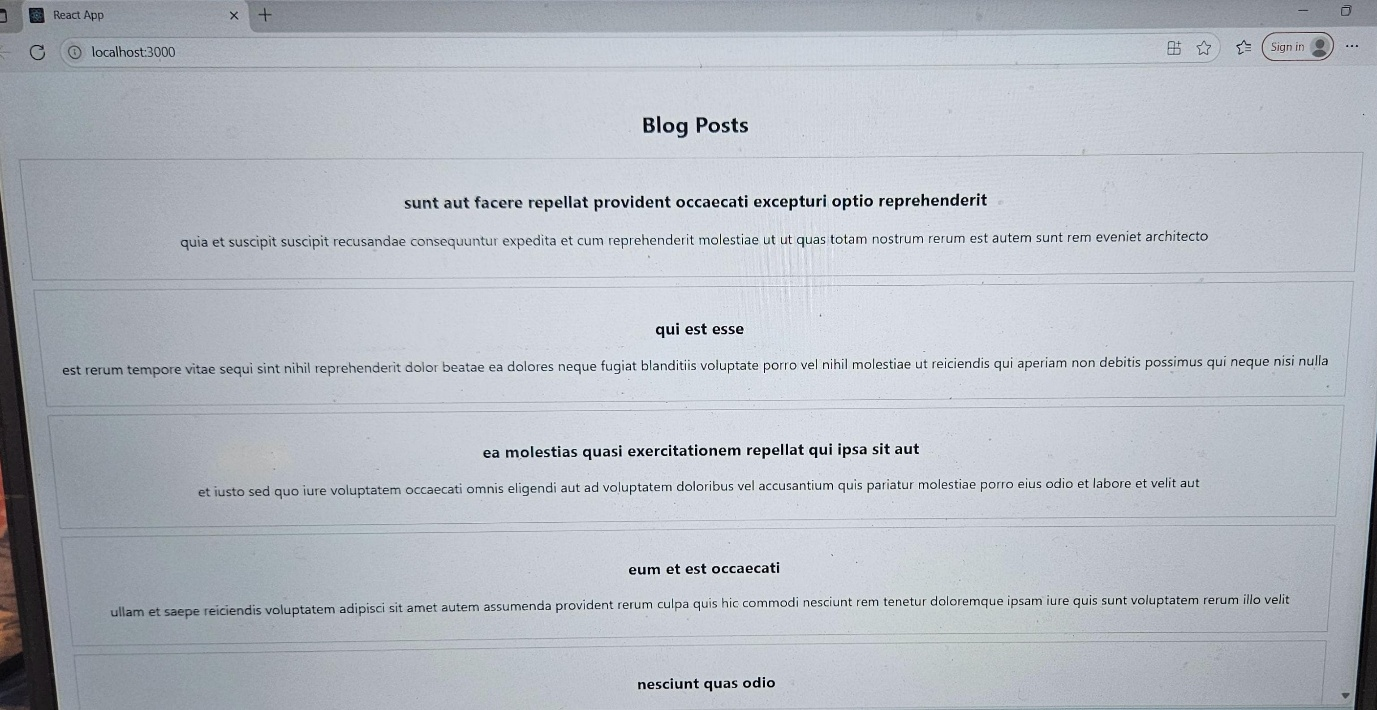 React App
localhost:3000
Sign in
Blog Posts
sunt aut facere repellat provident occaecati excepturi optio reprehenderit
quia et suscipit suscipit recusandae consequuntur expedita et cum reprehenderit molestiae ut ut quas totam nostrum rerum est autem sunt rem eveniet architecto
qui est esse
est rerum tempore vitae sequi sint nihil reprehenderit dolor beatae ea dolores neque fugiat blanditiis voluptate porro vel nihil molestiae ut reiciendis qui aperiam non debitis possimus qui neque nisi nulla
ea molestias quasi exercitationem repellat qui ipsa sit aut
et iusto sed quo iure voluptatem occaecati omnis eligendi aut ad voluptatem doloribus vel accusantium quis pariatur molestiae porro eius odio et labore et velit aut
eum et est occaecati
ullam et saepe reiciendis voluptatem adipisci sit amet autem assumenda provident rerum culpa quis hic commodi nesciunt rem tenetur doloremque ipsam iure quis sunt voluptatem rerum illo velit
nesciunt quas odio